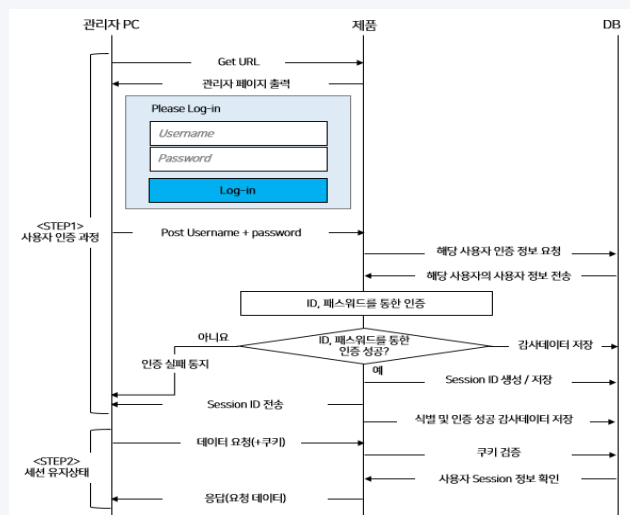 관리자 PC
제품
DB
Get URL
관리자 페이지 출력
Please Log-in
Username
Password
Log-in
<STEP1>
사용자 인증 과정
Post Username + password
해당 사용자 인증 정보 요청
해당 사용자의 사용자 정보 전송
ID, 패스워드를 통한 인증
아니요
ID, 패스워드를 통한
인증 성공?
감사데이터 저장
인증 실패 통지
예
Session ID 생성 / 저장
Session ID 전송
식별 및 인증 성공 감사데이터 저장
<STEP2>
세션 유지상태
데이터 요청(+쿠키)
쿠키 검증
사용자 Session 정보 확인
응답(요청 데이터)